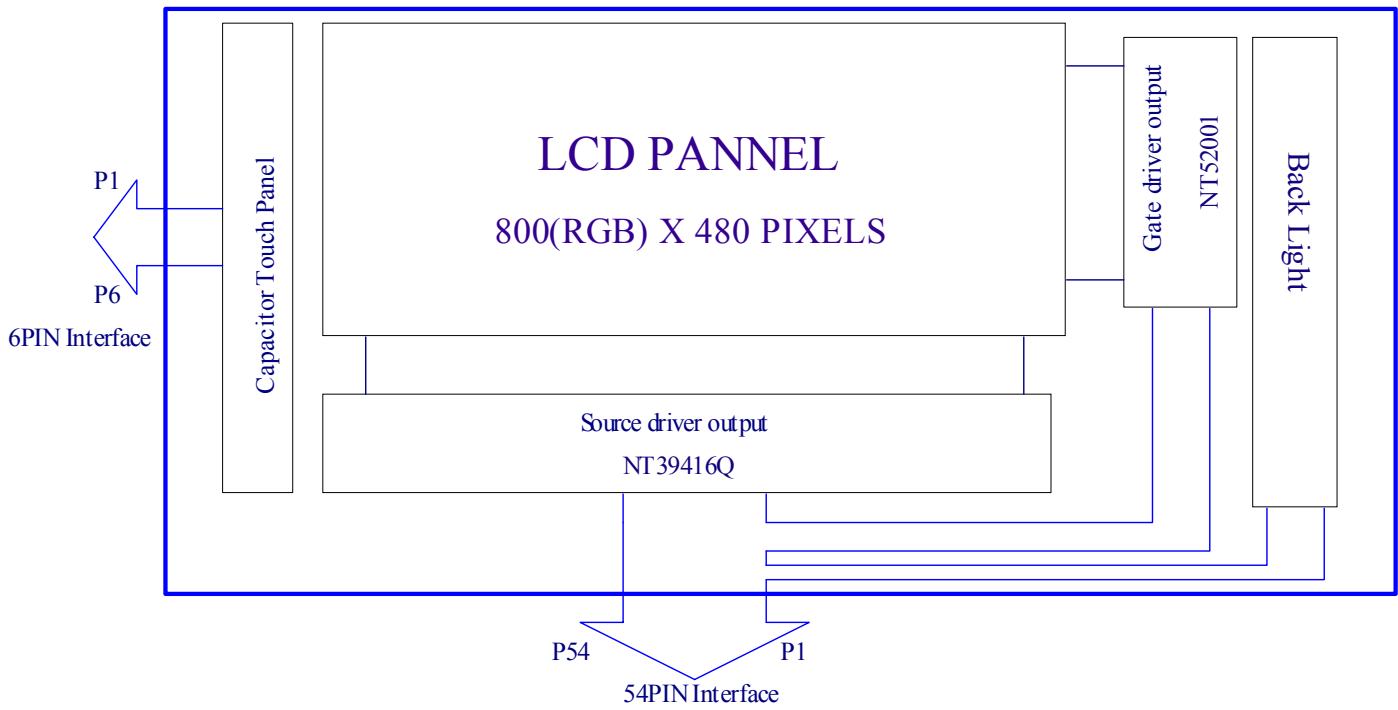 P1
P6
6PIN Interface
Capacitor Touch Panel
LCD PANNEL
800(RGB) X 480 PIXELS
Source driver output
NT39416Q
Gate driver output
NT52001
Back Light
P54
P1
54PIN Interface